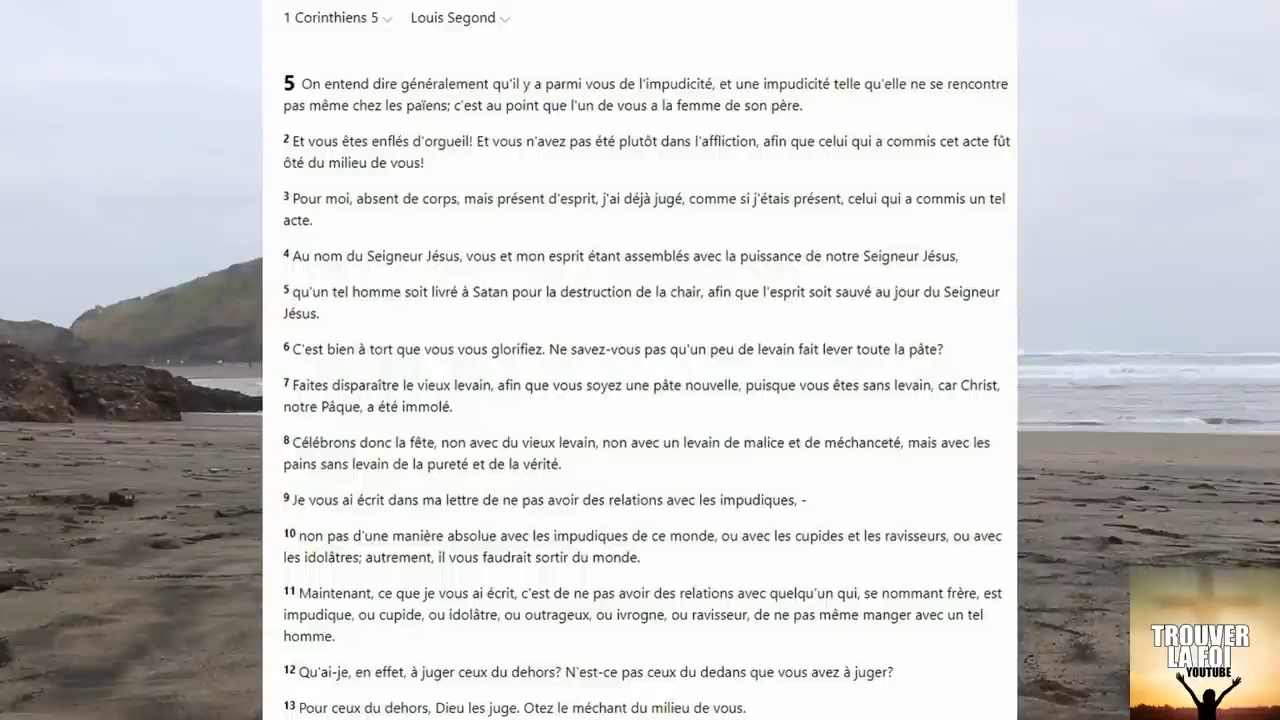 1 Corinthiens 5 Louis Segond
5 On entend dire généralement qu'il y a parmi vous de l'impudicité, et une impudicité telle qu'elle ne se rencontre
pas même chez les païens; c'est au point que l'un de vous a la femme de son père.
2 Et vous êtes enflés d'orgueil! Et vous n'avez pas été plutôt dans l'affliction, afin que celui qui a commis cet acte fût
ôté du milieu de vous!
3 Pour moi, absent de corps, mais présent d'esprit, j'ai déjà jugé, comme si j'étais présent, celui qui a commis un tel
acte.
4 Au nom du Seigneur Jésus, vous et mon esprit étant assemblés avec la puissance de notre Seigneur Jésus,
5 qu'un tel homme soit livré à Satan pour la destruction de la chair, afin que l'esprit soit sauvé au jour du Seigneur
Jésus.
6 C'est bien à tort que vous vous glorifiez. Ne savez-vous pas qu'un peu de levain fait lever toute la pâte?
7 Faites disparaître le vieux levain, afin que vous soyez une pâte nouvelle, puisque vous êtes sans levain, car Christ,
notre Pâque, a été immolé.
8 Célébrons donc la fête, non avec du vieux levain, non avec un levain de malice et de méchanceté, mais avec les
pains sans levain de la pureté et de la vérité.
9 Je vous ai écrit dans ma lettre de ne pas avoir des relations avec les impudiques, -
10 non pas d'une manière absolue avec les impudiques de ce monde, ou avec les cupides et les ravisseurs, ou avec
les idolâtres; autrement, il vous faudrait sortir du monde.
11 Maintenant, ce que je vous ai écrit, c'est de ne pas avoir des relations avec quelqu'un qui, se nommant frère, est
impudique, ou cupide, ou idolâtre, ou outrageux, ou ivrogne, ou ravisseur, de ne pas même manger avec un tel
homme.
12 Qu'ai-je, en effet, à juger ceux du dehors? N'est-ce pas ceux du dedans que vous avez à juger?
13 Pour ceux du dehors, Dieu les juge. Otez le méchant du milieu de vous.
TROUVER
LA FOI
YOUTUBE